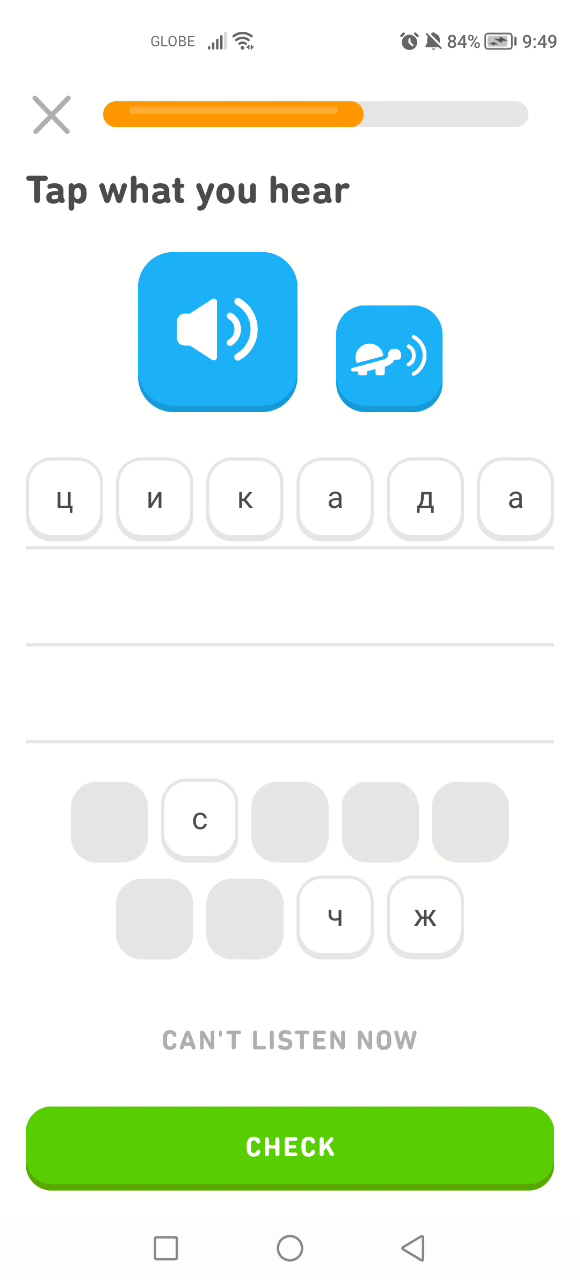 GLOBE 84% 9:49
Tap what you hear
ц и к а д а
с
ч ж
CAN'T LISTEN NOW
CHECK